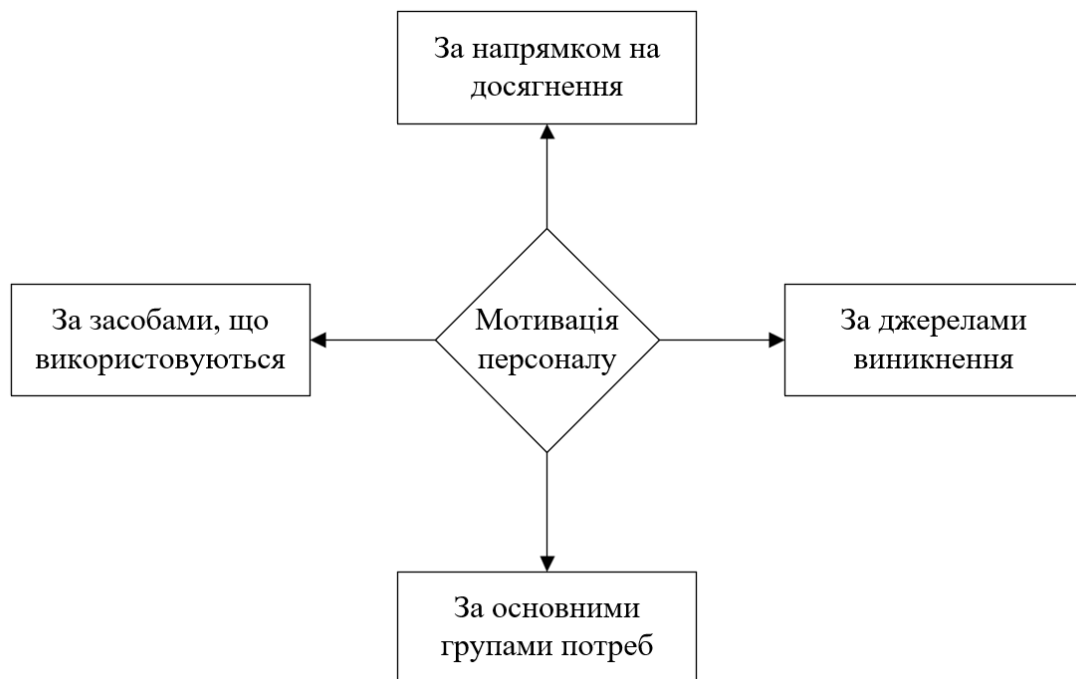 За напрямком на
досягнення
За засобами, що
використовуються
Мотивація
персоналу
За джерелами
виникнення
За основними
групами потреб